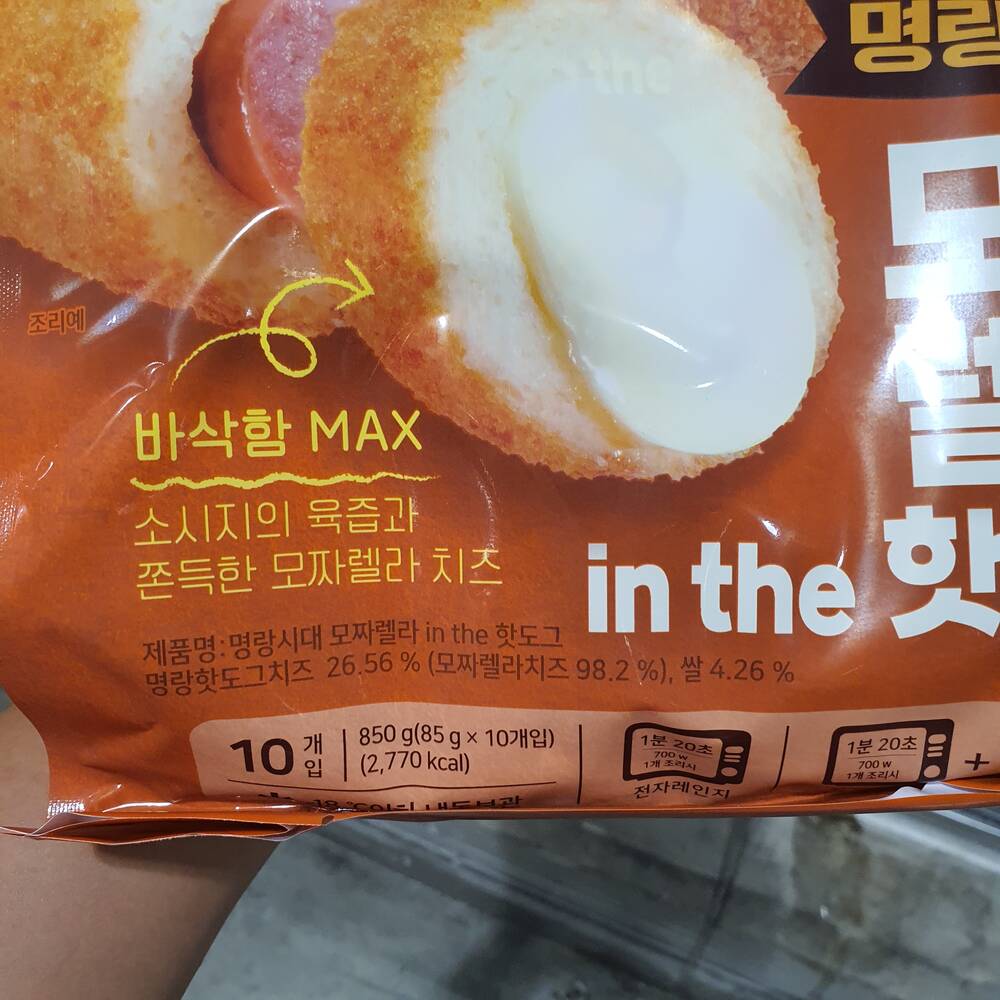 명랑
조리예
바삭함 MAX
소시지의 육즙과
쫀득한 모짜렐라 치즈
in the 핫
제품명:명랑시대 모짜렐라 in the 핫도그
명랑핫도그치즈 26.56 % (모짜렐라치즈 98.2 %), 쌀 4.26 %
10 개입
850 g(85 g × 10개입)
(2,770 kcal)
1분 20초
700 w
1개 조리시
전자레인지
1분 20초
700 w
1개 조리시
+